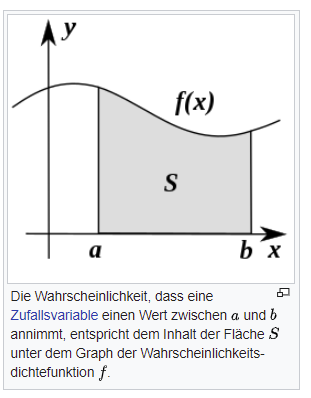 y
f(x)
S
a
b x
Die Wahrscheinlichkeit, dass eine
Zufallsvariable einen Wert zwischen a und b
annimmt, entspricht dem Inhalt der Fläche S
unter dem Graph der Wahrscheinlichkeits-
dichtefunktion f.